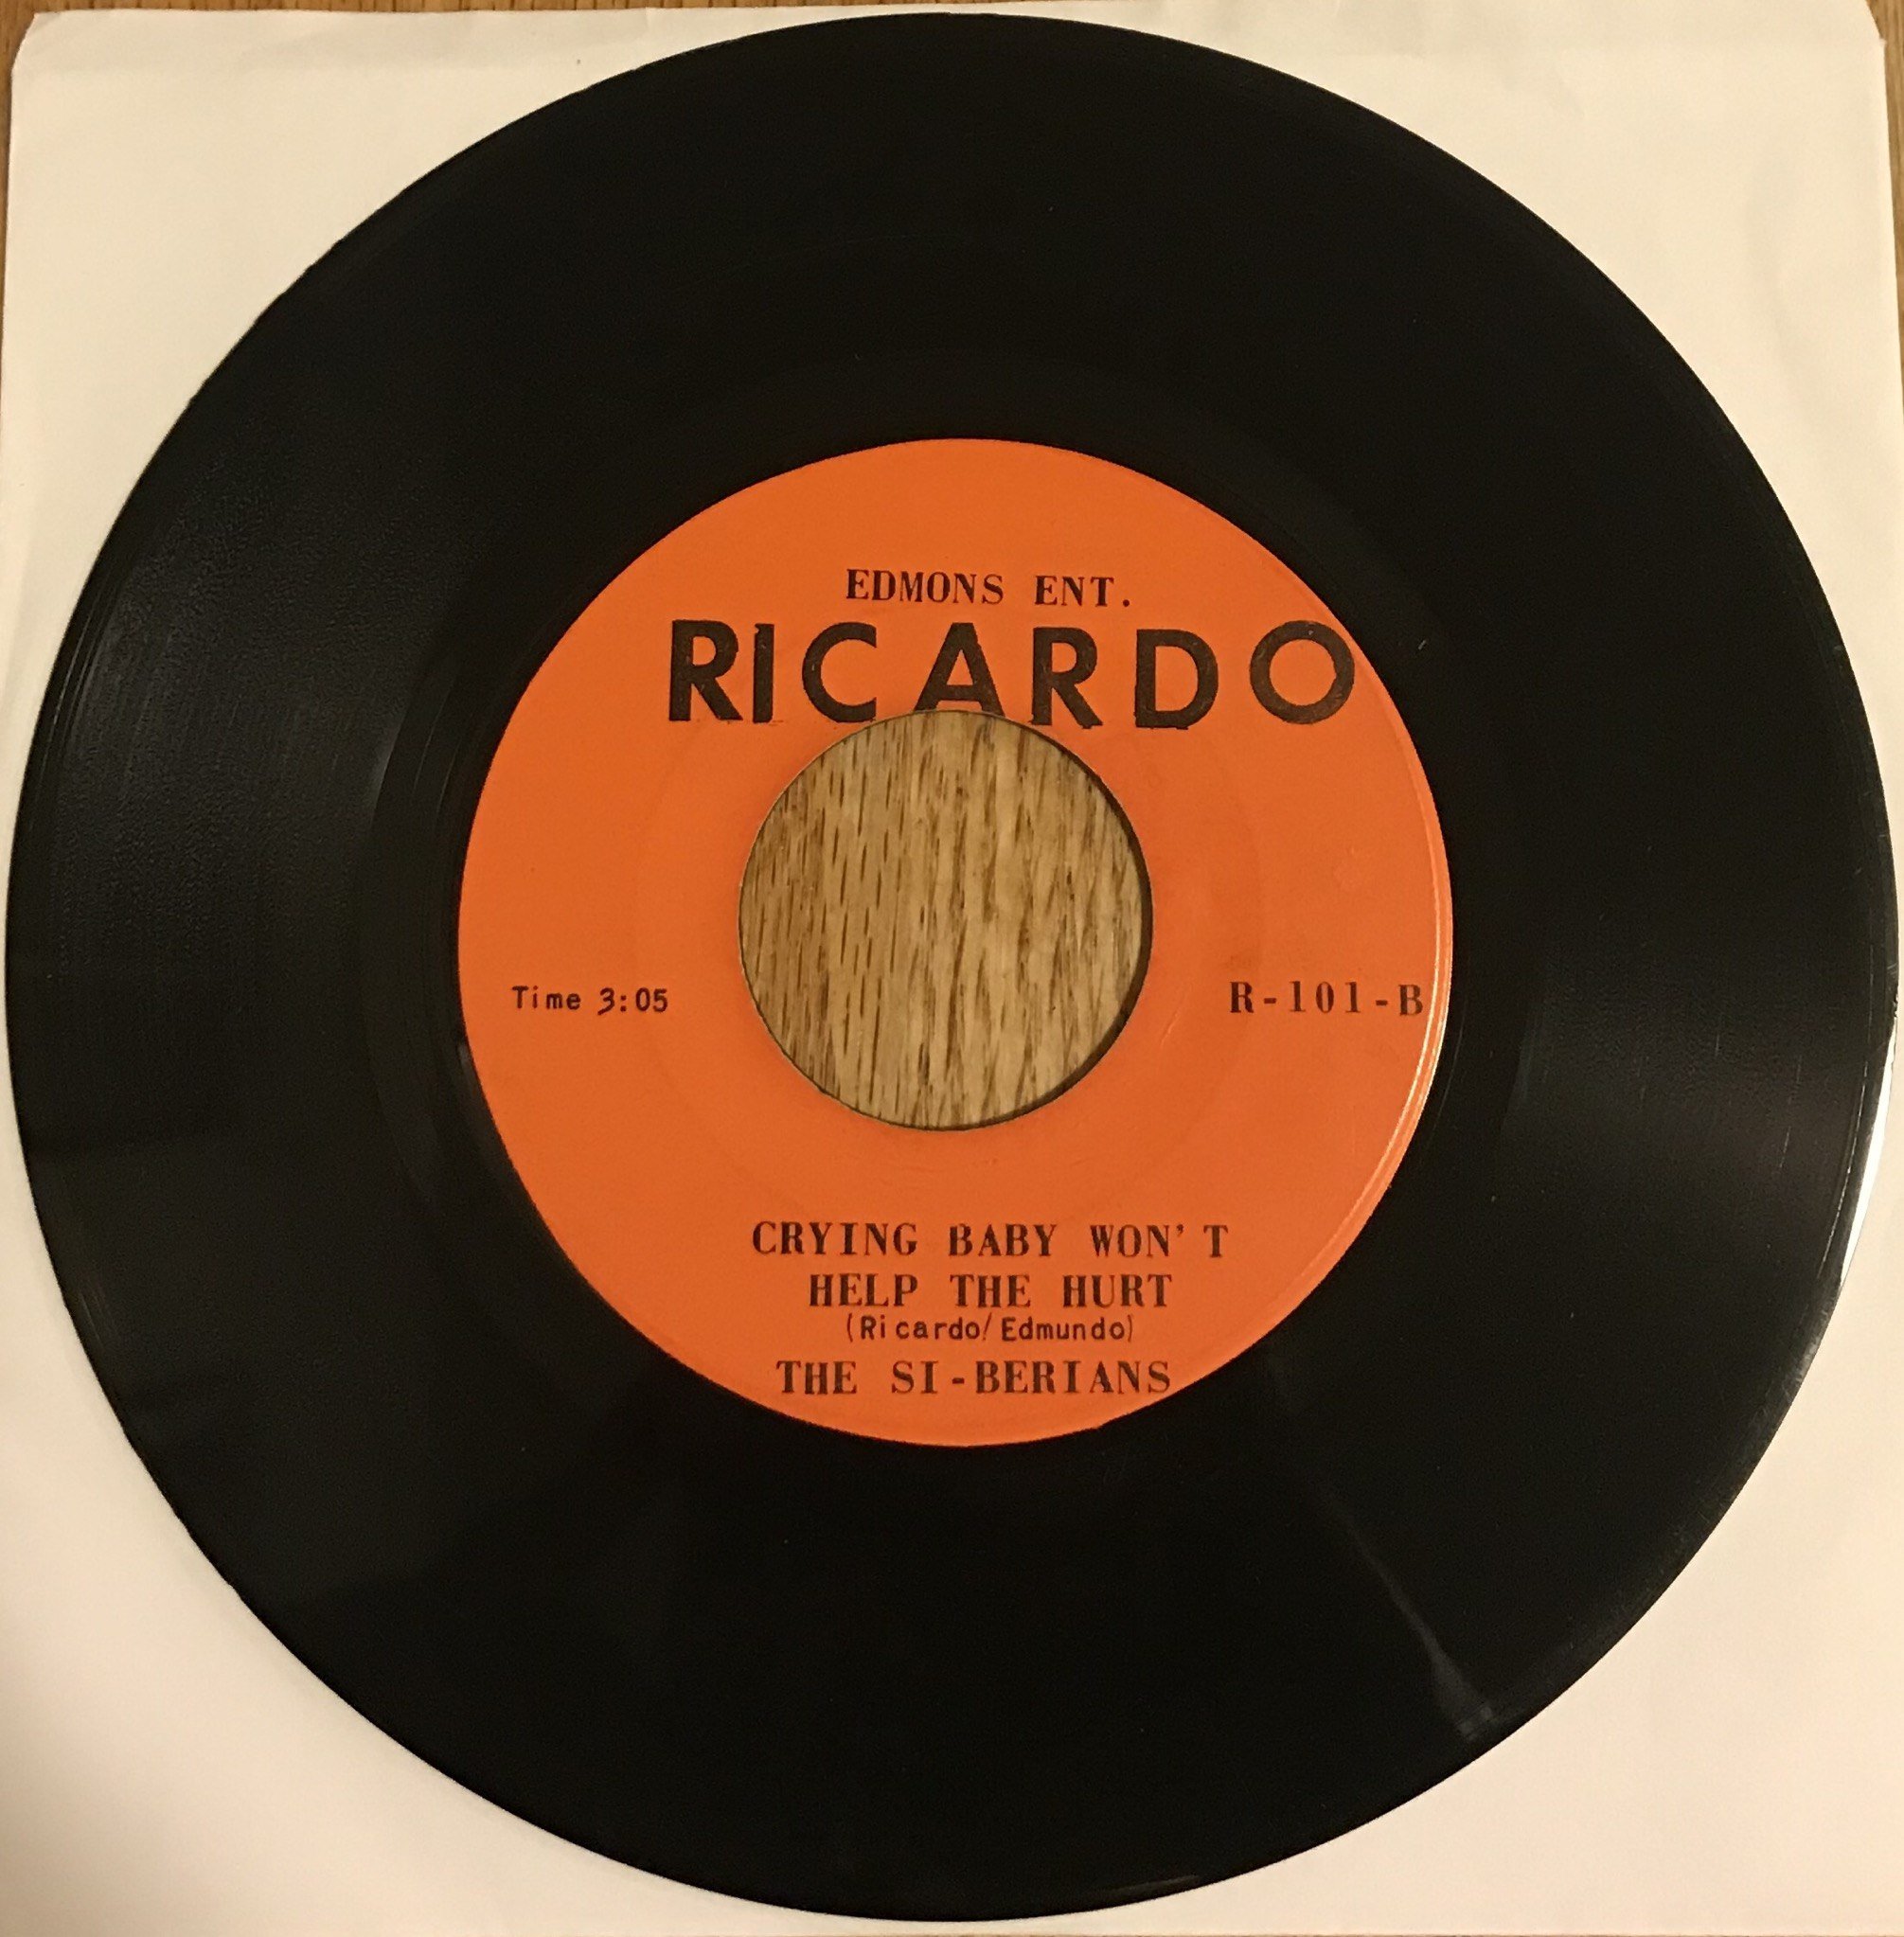 EDMONS ENT.
RICARDO
Time 3:05
R-101-B
CRYING BABY WON'T
HELP THE HURT
(Ricardo/Edmundo)
THE SI-BERIANS